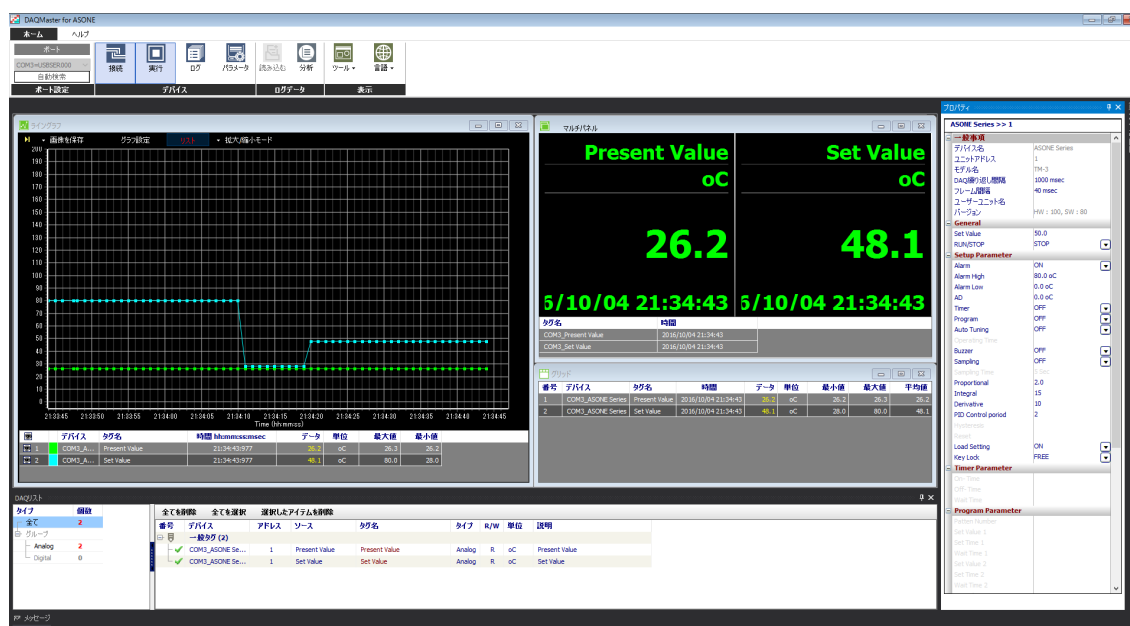 DAQMaster for ASONE
ホーム ヘルプ
ポート
COM3=USBSER000
自動検索
接続 実行 ログ パラメータ 読み込む 分析 ツール 言語
ポート設定 デバイス ログデータ 表示
ライングラフ
画像を保存 グラフ設定 リスト 拡大/縮小モード
200
190
180
170
160
150
140
130
120
110
100
90
80
70
60
50
40
30
20
10
0
21:33:45 21:33:50 21:33:55 21:34:00 21:34:05 21:34:10 21:34:15 21:34:20 21:34:25 21:34:30 21:34:35 21:34:40 21:34:45
Time (hh:mm:ss)
デバイス タグ名 時間 hh:mm:ss:msec データ 単位 最大値 最小値
1 COM3_A... Present Value 21:34:43:977 26.2 oC 26.3 26.2
2 COM3_A... Set Value 21:34:43:977 48.1 oC 80.0 28.0
マルチパネル
Present Value Set Value
oC oC
26.2 48.1
6/10/04 21:34:43 6/10/04 21:34:43
タグ名 時間
COM3_Present Value 2016/10/04 21:34:43
COM3_Set Value 2016/10/04 21:34:43
グリッド
番号 デバイス タグ名 時間 データ 単位 最小値 最大値 平均値
1 COM3_ASONE Series Present Value 2016/10/04 21:34:43 26.2 oC 26.2 26.3 26.2
2 COM3_ASONE Series Set Value 2016/10/04 21:34:43 48.1 oC 28.0 80.0 48.1
プロパティ
ASONE Series >> 1
一般事項
デバイス名 ASONE Series
ユニットアドレス 1
モデル名 TM-3
DAQ繰り返し間隔 1000 msec
フレーム間隔 40 msec
ユーザーユニット名
バージョン HW : 100, SW : 80
General
Set Value 50.0
RUN/STOP STOP
Setup Parameter
Alarm ON
Alarm High 80.0 oC
Alarm Low 0.0 oC
AD 0.0 oC
Timer OFF
Program OFF
Auto Tuning OFF
Operating Time
Buzzer OFF
Sampling OFF
Sampling Time
Proportional 2.0
Integral 15
Derivative 10
PID Control period 2
Hysteresis
Reset
Load Setting ON
Key Lock FREE
Timer Parameter
On- Time
Off- Time
Wait Time
Program Parameter
Pattern Number
Set Value 1
Set Time 1
Wait Time 1
Set Value 2
Set Time 2
Wait Time 2
DAQリスト
タイプ 個数
全て 2
グループ
Analog 2
Digital 0
全てを削除 全てを選択 選択したアイテムを削除
番号 デバイス アドレス ソース タグ名 タイプ R/W 単位 説明
一般タグ (2)
COM3_ASONE Se... 1 Present Value Present Value Analog R oC Present Value
COM3_ASONE Se... 1 Set Value Set Value Analog R oC Set Value
メッセージ